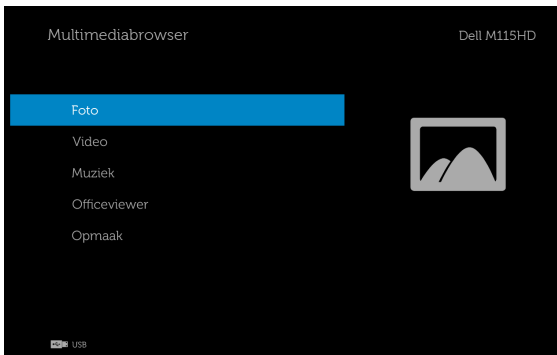 Multimediabrowser
Dell M115HD
Foto
Video
Muziek
Officeviewer
Opmaak
USB